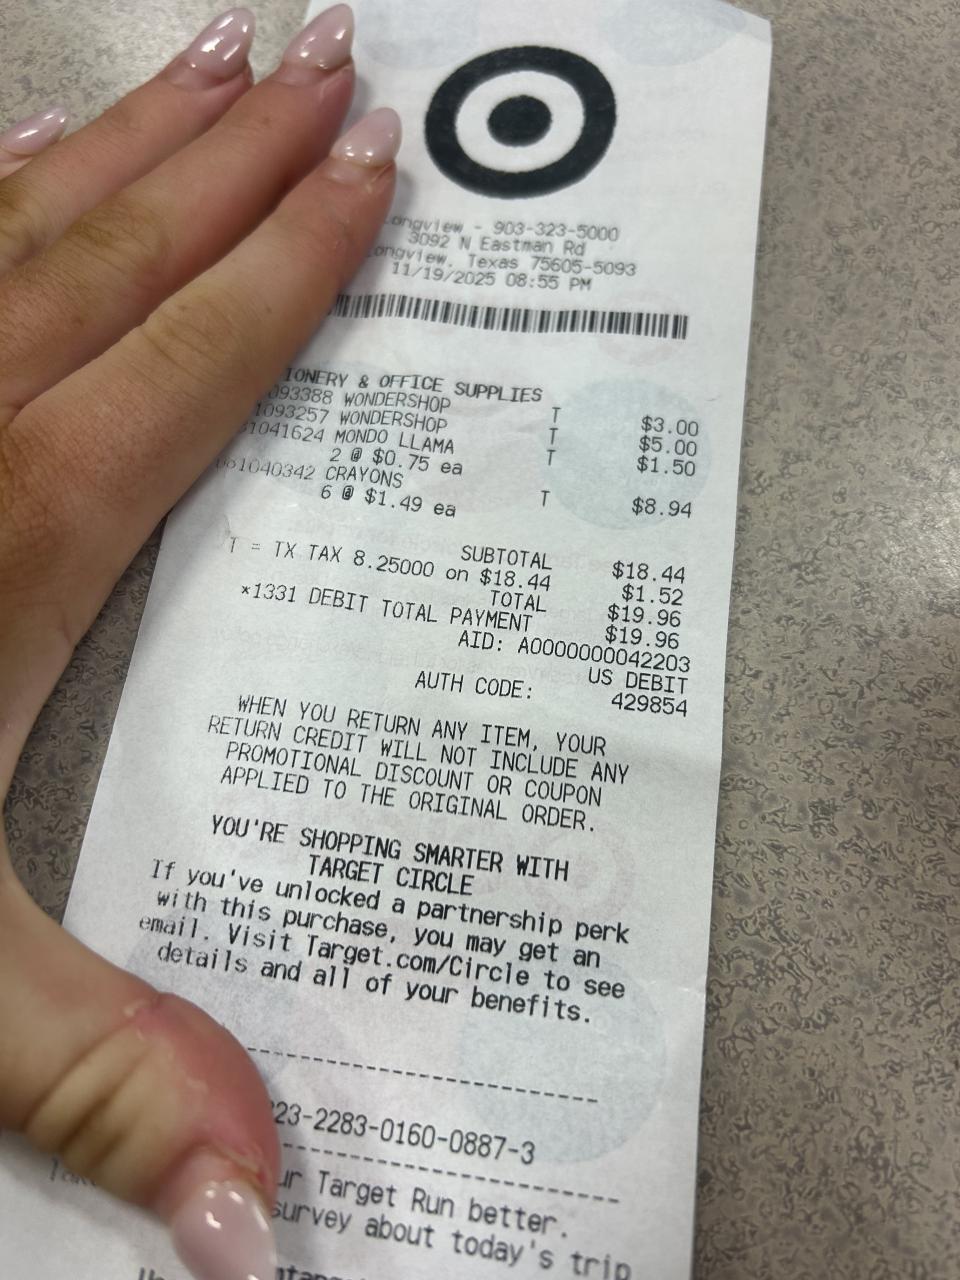 ongview - 903-323-5000
3092 N Eastman Rd
ongview, Texas 75605-5093
11/19/2025 08:55 PM
IONERY & OFFICE SUPPLIES
093388 WONDERSHOP T $3.00
1093257 WONDERSHOP T $5.00
1041624 MONDO LLAMA T $1.50
2 @ $0.75 ea
061040342 CRAYONS T $8.94
6 @ $1.49 ea
SUBTOTAL $18.44
T = TX TAX 8.25000 on $18.44 $1.52
TOTAL $19.96
*1331 DEBIT TOTAL PAYMENT $19.96
AID: A0000000042203
US DEBIT
AUTH CODE: 429854
WHEN YOU RETURN ANY ITEM, YOUR
RETURN CREDIT WILL NOT INCLUDE ANY
PROMOTIONAL DISCOUNT OR COUPON
APPLIED TO THE ORIGINAL ORDER.
YOU'RE SHOPPING SMARTER WITH
TARGET CIRCLE
If you've unlocked a partnership perk
with this purchase, you may get an
email. Visit Target.com/Circle to see
details and all of your benefits.
23-2283-0160-0887-3
ur Target Run better.
survey about today's trip